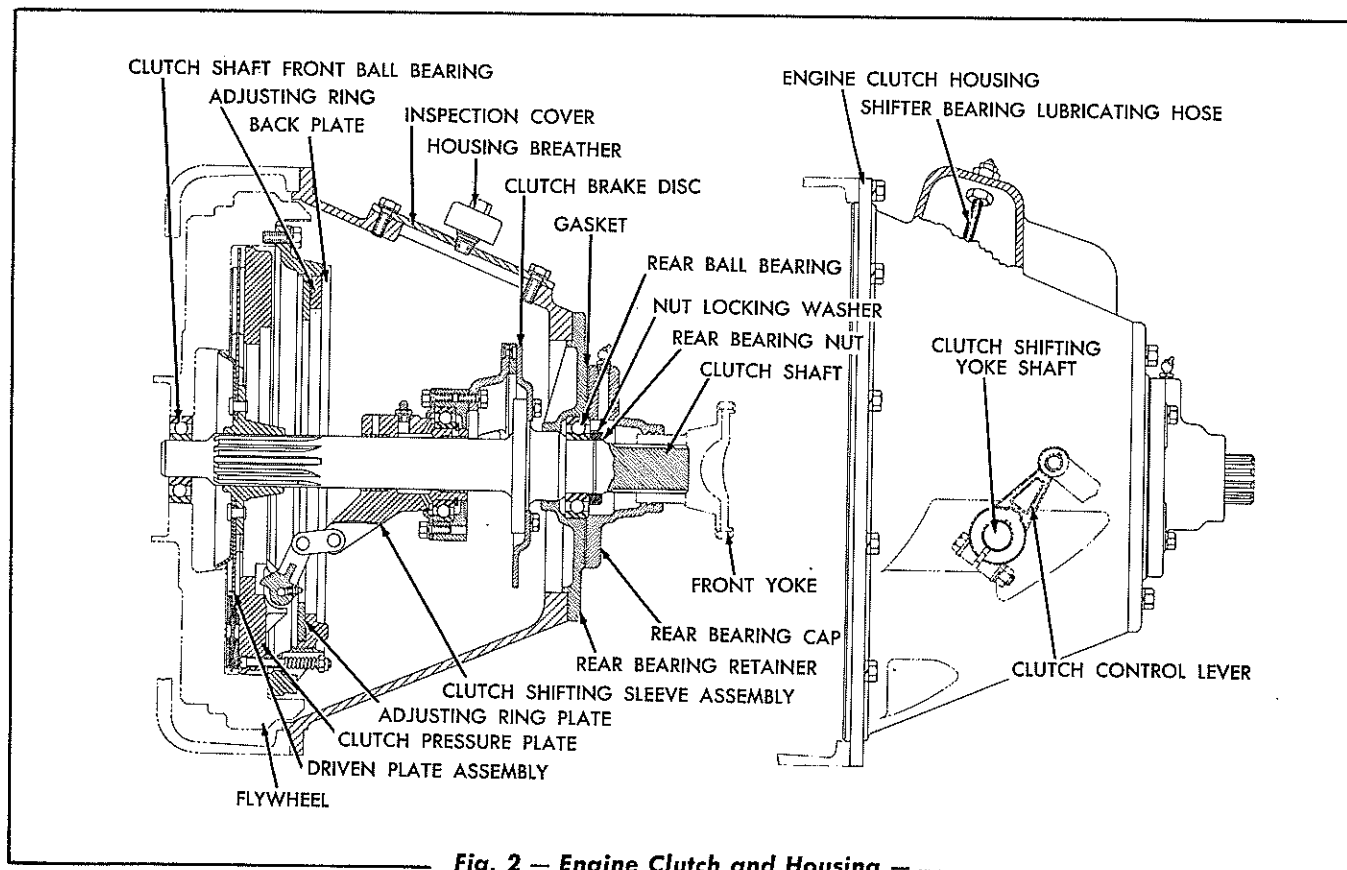 CLUTCH SHAFT FRONT BALL BEARING
ADJUSTING RING
BACK PLATE
INSPECTION COVER
HOUSING BREATHER
CLUTCH BRAKE DISC
GASKET
REAR BALL BEARING
NUT LOCKING WASHER
REAR BEARING NUT
CLUTCH SHAFT
FRONT YOKE
REAR BEARING CAP
REAR BEARING RETAINER
CLUTCH SHIFTING SLEEVE ASSEMBLY
ADJUSTING RING PLATE
CLUTCH PRESSURE PLATE
DRIVEN PLATE ASSEMBLY
FLYWHEEL
ENGINE CLUTCH HOUSING
SHIFTER BEARING LUBRICATING HOSE
CLUTCH SHIFTING
YOKE SHAFT
CLUTCH CONTROL LEVER
Fig. 2 — Engine Clutch and Housing —